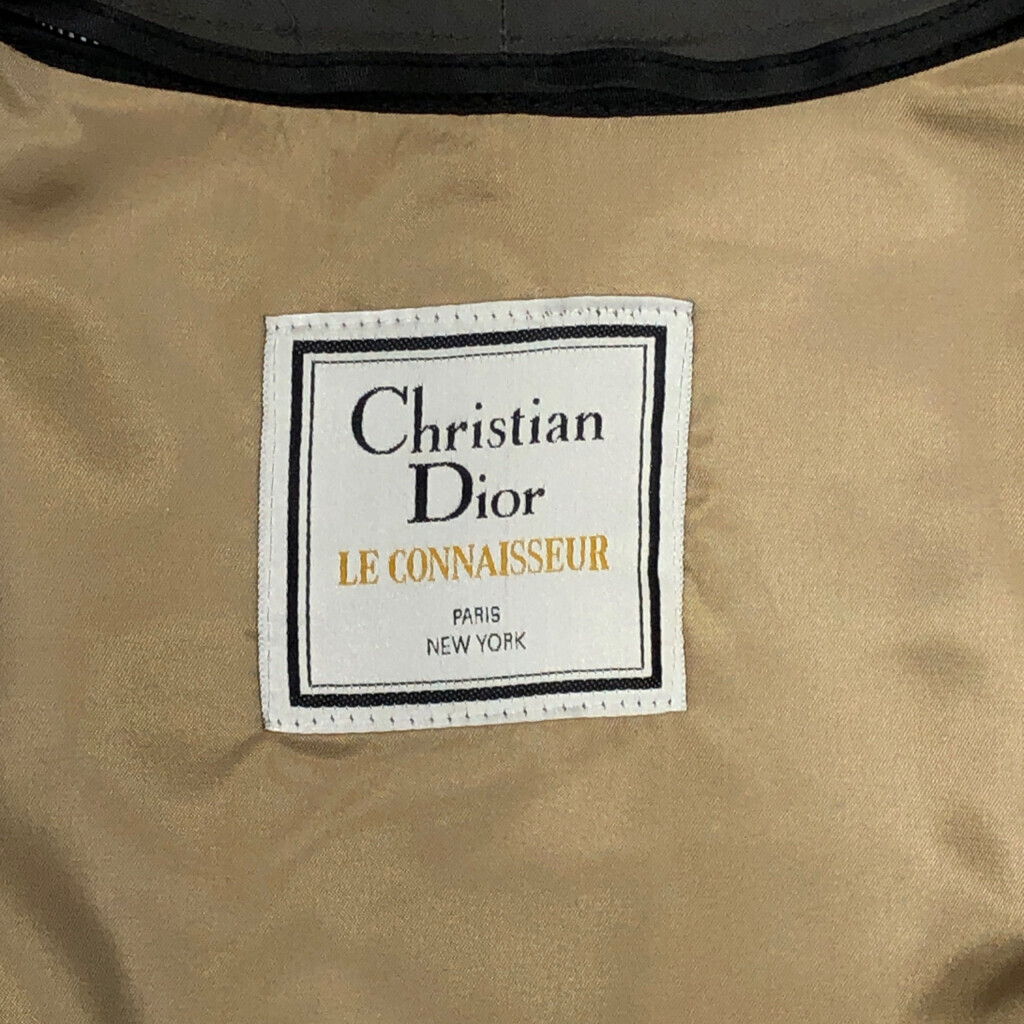 Christian
Dior
LE CONNAISSEUR
PARIS
NEW YORK